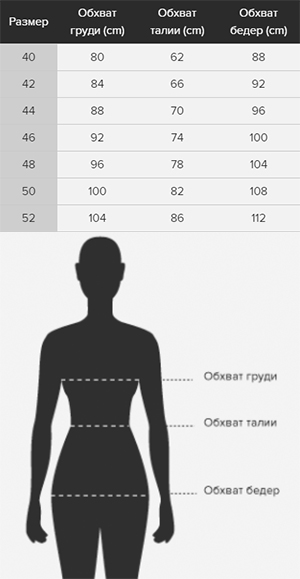 Размер Обхват груди (cm) Обхват талии (cm) Обхват бедер (cm)
40 80 62 88
42 84 66 92
44 88 70 96
46 92 74 100
48 96 78 104
50 100 82 108
52 104 86 112
Обхват груди
Обхват талии
Обхват бедер